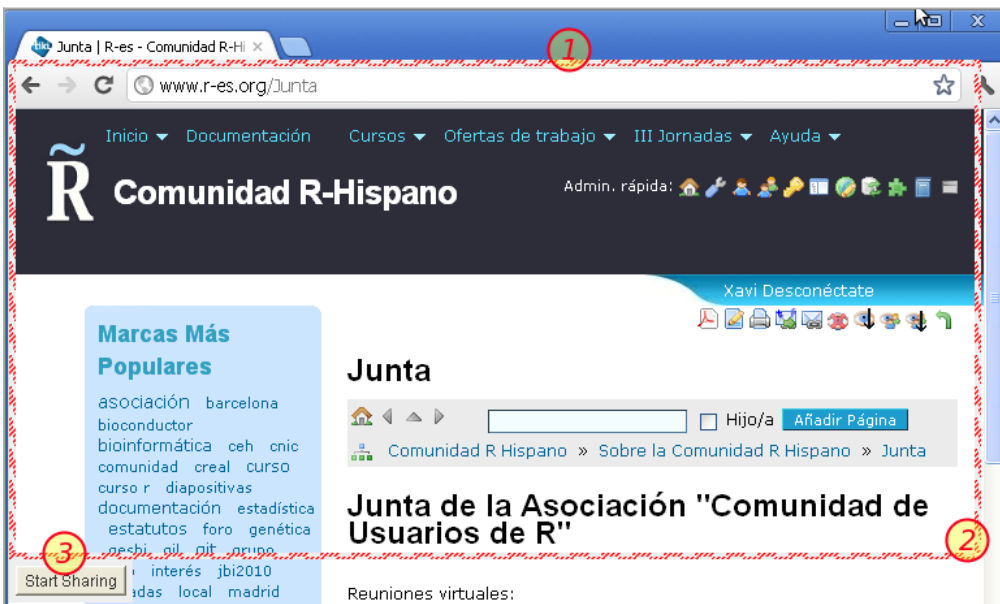 Junta | R-es - Comunidad R-Hi
1
www.r-es.org/Junta
Inicio Documentación Cursos Ofertas de trabajo III Jornadas Ayuda
R̃ Comunidad R-Hispano
Admin. rápida:
Xavi Desconéctate
Marcas Más
Populares
asociación barcelona
bioconductor
bioinformática ceh cnic
comunidad creal curso
curso r diapositivas
documentación estadística
estatutos foro genética
gil git grupo
interés jbi2010
local madrid
Junta
Hijo/a Añadir Página
Comunidad R Hispano » Sobre la Comunidad R Hispano » Junta
Junta de la Asociación "Comunidad de
Usuarios de R"
2
3
Start Sharing
Reuniones virtuales: